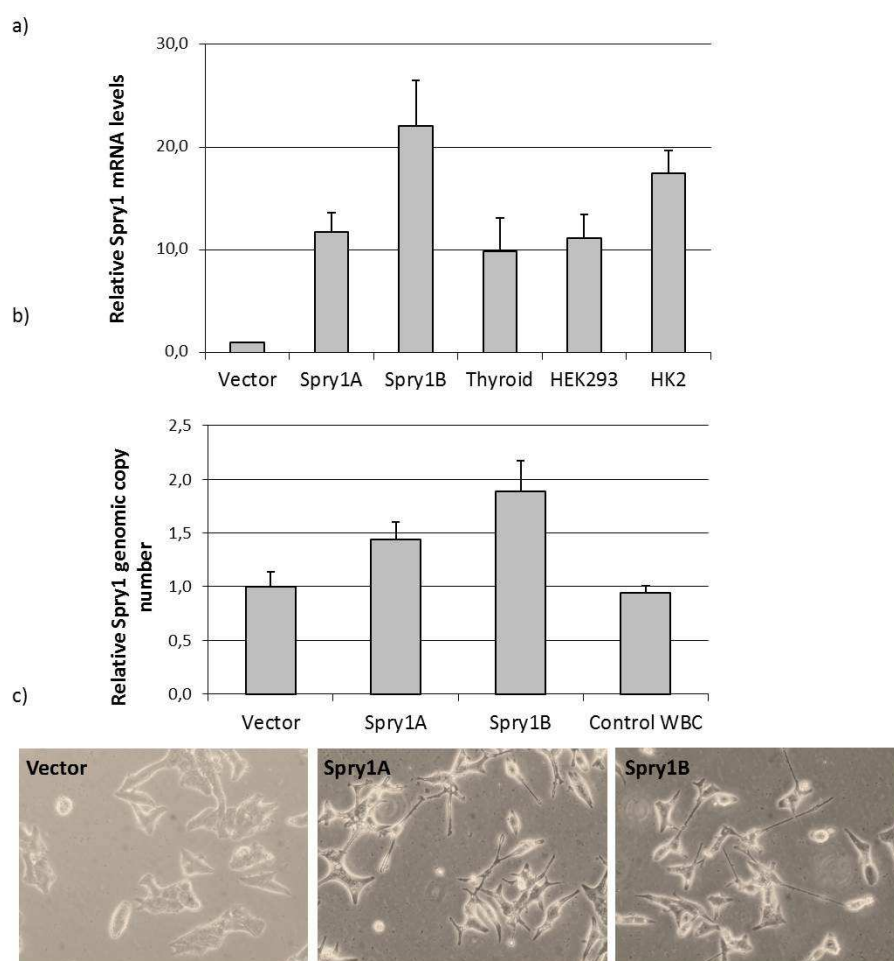 a)
Relative Spry1 mRNA levels
30,0
20,0
10,0
0,0
Vector Spry1A Spry1B Thyroid HEK293 HK2
b)
Relative Spry1 genomic copy
number
2,5
2,0
1,5
1,0
0,5
0,0
Vector Spry1A Spry1B Control WBC
c)
Vector Spry1A Spry1B